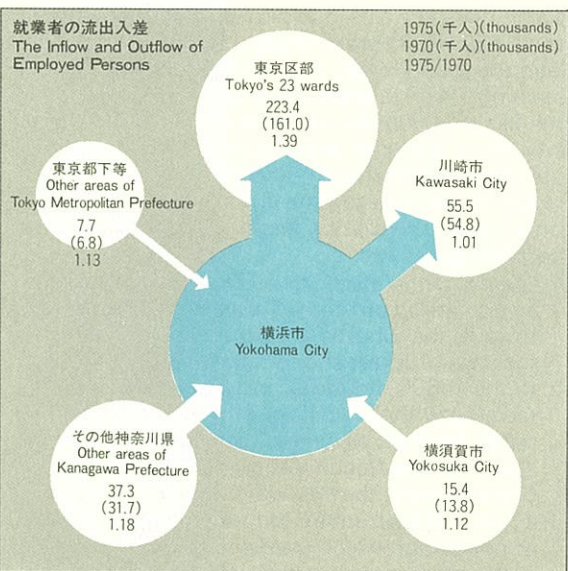 就業者の流出入差
The Inflow and Outflow of
Employed Persons
1975(千人)(thousands)
1970(千人)(thousands)
1975/1970
東京区部
Tokyo's 23 wards
223.4
(161.0)
1.39
東京都下等
Other areas of
Tokyo Metropolitan Prefecture
7.7
(6.8)
1.13
川崎市
Kawasaki City
55.5
(54.8)
1.01
横浜市
Yokohama City
その他神奈川県
Other areas of
Kanagawa Prefecture
37.3
(31.7)
1.18
横須賀市
Yokosuka City
15.4
(13.8)
1.12